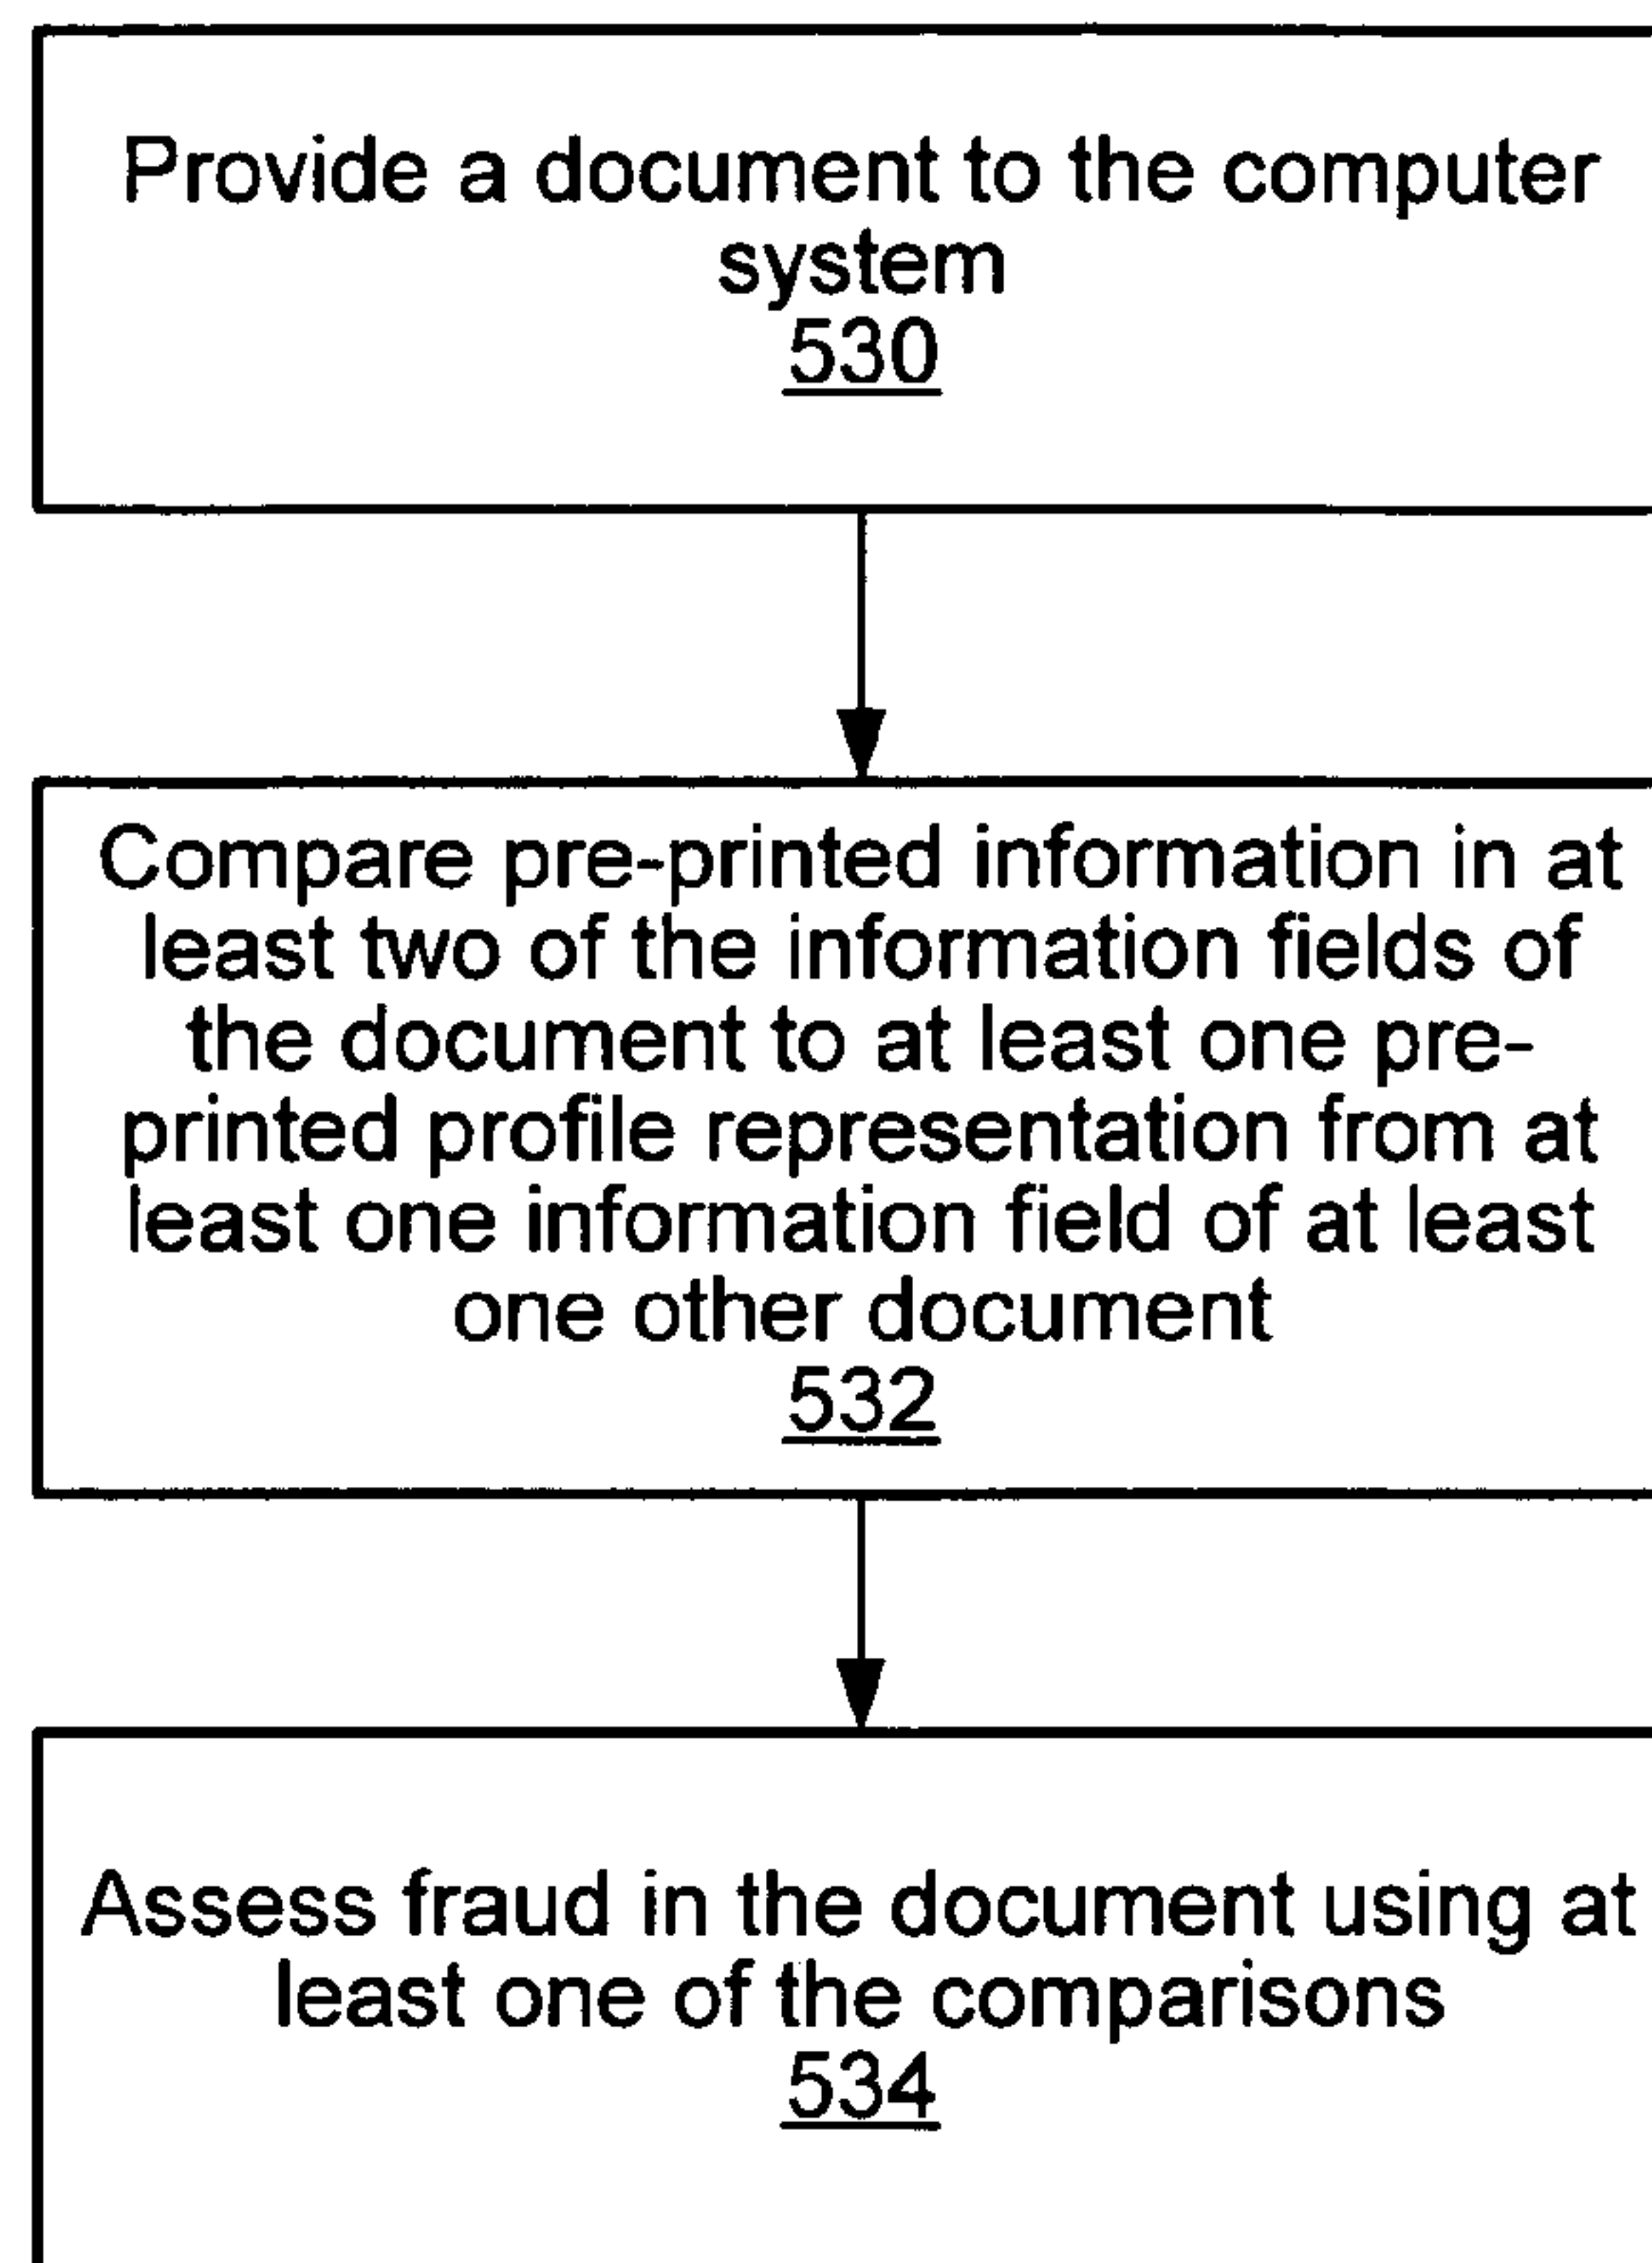 Provide a document to the computer
system
530
Compare pre-printed information in at
least two of the information fields of
the document to at least one pre-
printed profile representation from at
least one information field of at least
one other document
532
Assess fraud in the document using at
least one of the comparisons
534